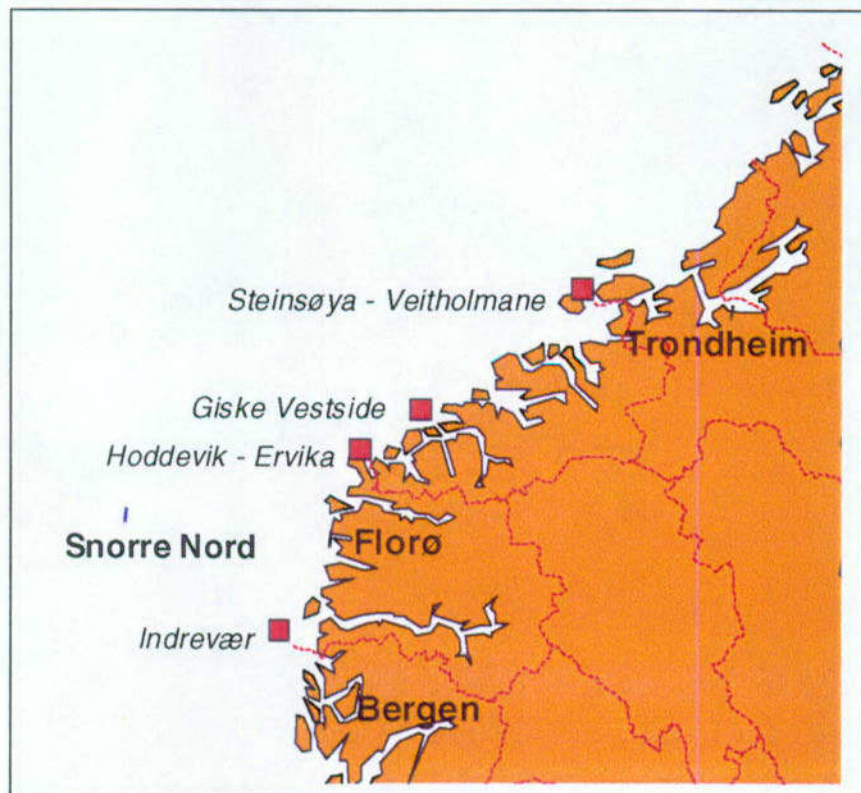 Steinsøya - Veitholmane
Trondheim
Giske Vestside
Hoddevik - Ervika
Snorre Nord
Florø
Indrevær
Bergen